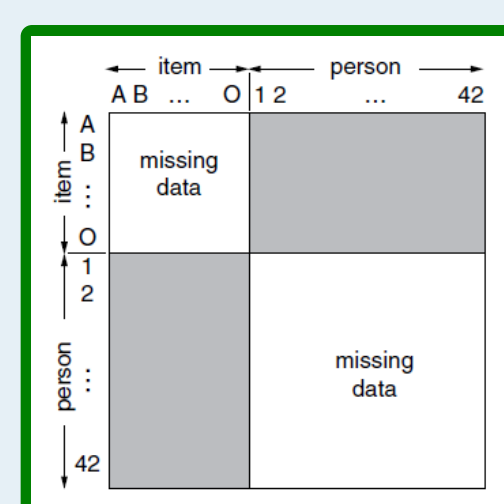 item person
A B ... O 1 2 ... 42
item
A
B
⋮
O
missing
data
person
1
2
⋮
42
missing
data